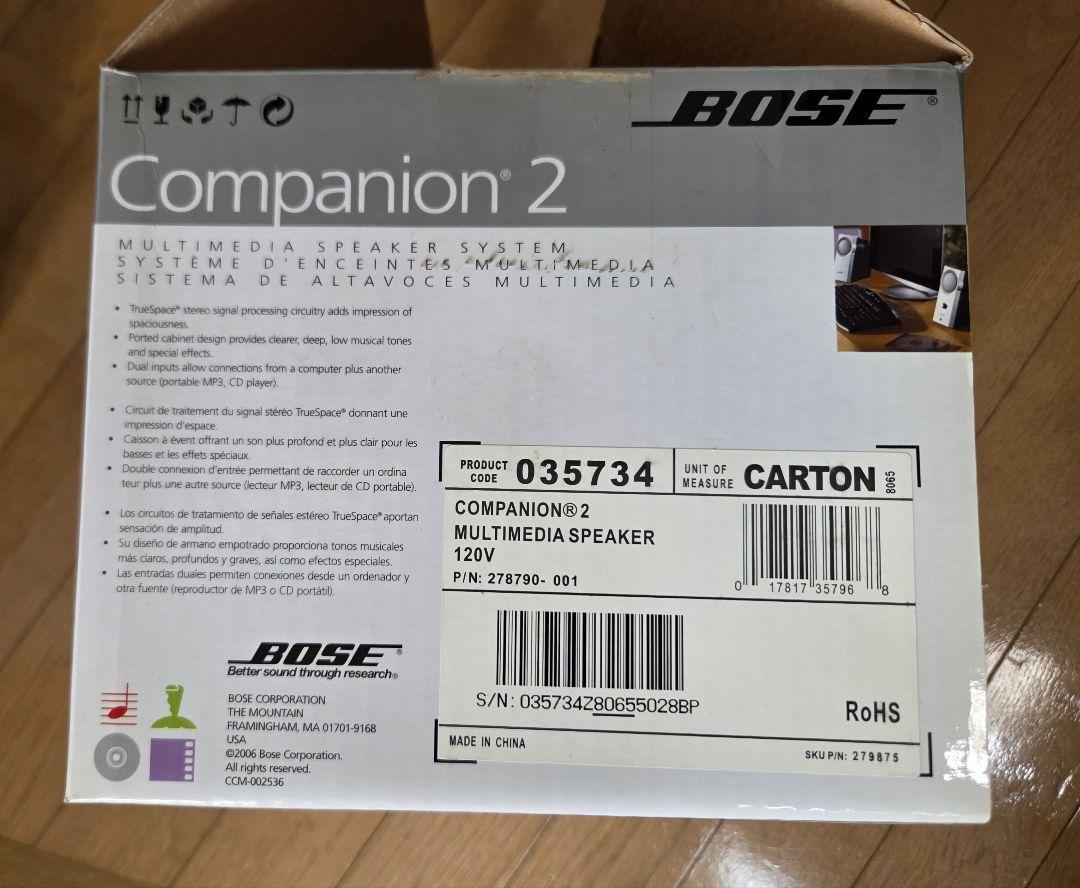 BOSE®
Companion® 2
MULTIMEDIA SPEAKER SYSTEM
SYSTÈME D'ENCEINTES MULTIMEDIA
SISTEMA DE ALTAVOCES MULTIMEDIA
• TrueSpace® stereo signal processing circuitry adds impression of
spaciousness.
• Ported cabinet design provides clearer, deep, low musical tones
and special effects.
• Dual inputs allow connections from a computer plus another
source (portable MP3, CD player).
• Circuit de traitement du signal stéréo TrueSpace® donnant une
impression d'espace.
• Caisson à évent offrant un son plus profond et plus clair pour les
basses et les effets spéciaux.
• Double connexion d'entrée permettant de raccorder un ordina
teur plus une autre source (lecteur MP3, lecteur de CD portable).
• Los circuitos de tratamiento de señales estéreo TrueSpace® aportan
sensación de amplitud.
• Su diseño de armario empotrado proporciona tonos musicales
más claros, profundos y graves, así como efectos especiales.
• Las entradas duales permiten conexiones desde un ordenador y
otra fuente (reproductor de MP3 o CD portátil).
PRODUCT CODE 035734
UNIT OF MEASURE CARTON 8065
COMPANION®2
MULTIMEDIA SPEAKER
120V
P/N: 278790- 001
0 17817 35796 8
S/N: 035734Z80655028BP
RoHS
MADE IN CHINA
SKU P/N: 279875
BOSE®
Better sound through research®
BOSE CORPORATION
THE MOUNTAIN
FRAMINGHAM, MA 01701-9168
USA
©2006 Bose Corporation.
All rights reserved.
CCM-002536